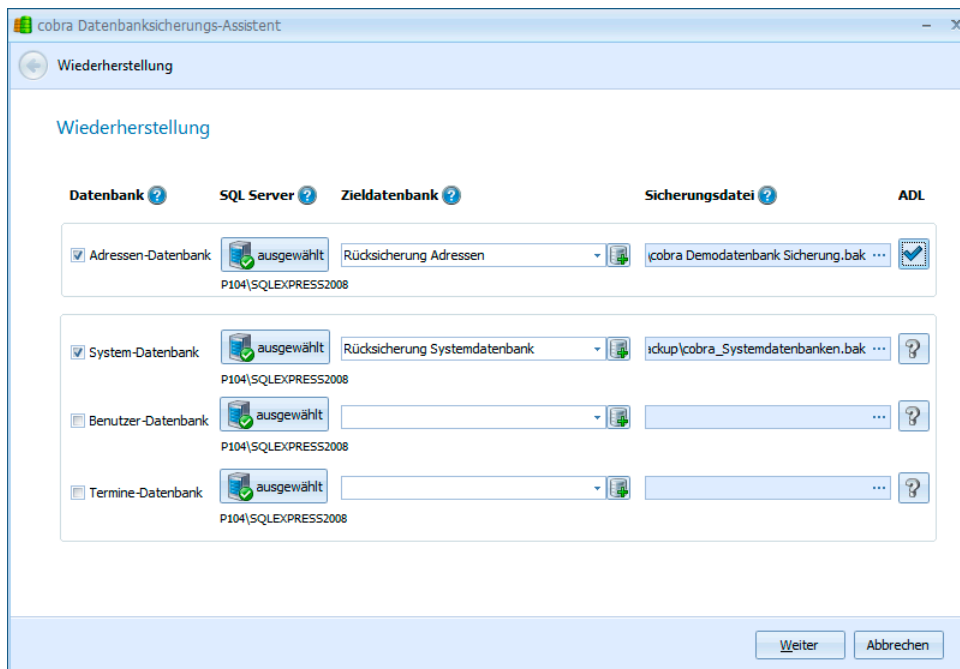 cobra Datenbanksicherungs-Assistent
Wiederherstellung
Wiederherstellung
Datenbank ? SQL Server ? Zieldatenbank ? Sicherungsdatei ? ADL
Adressen-Datenbank ausgewählt Rücksicherung Adressen \cobra Demodatenbank Sicherung.bak ...
P104\SQLEXPRESS2008
System-Datenbank ausgewählt Rücksicherung Systemdatenbank ackup\cobra_Systemdatenbanken.bak ... ?
P104\SQLEXPRESS2008
Benutzer-Datenbank ausgewählt ... ?
P104\SQLEXPRESS2008
Termine-Datenbank ausgewählt ... ?
P104\SQLEXPRESS2008
Weiter Abbrechen